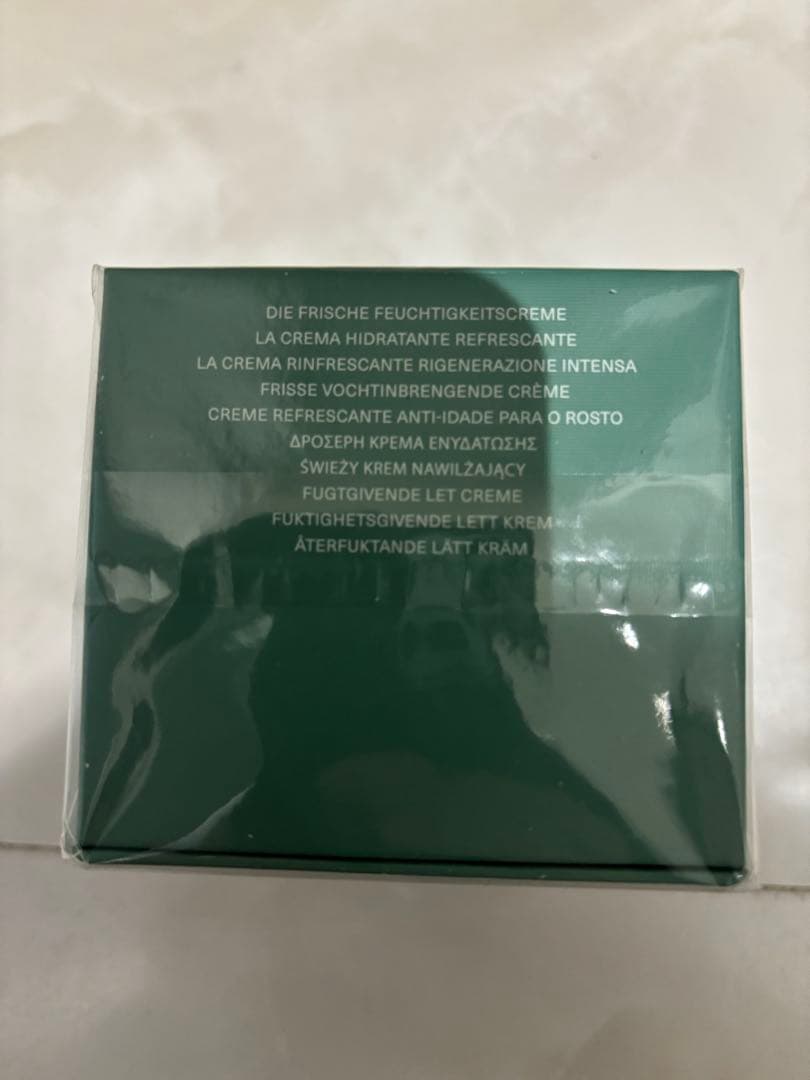 DIE FRISCHE FEUCHTIGKEITSCREME
LA CREMA HIDRATANTE REFRESCANTE
LA CREMA RINFRESCANTE RIGENERAZIONE INTENSA
FRISSE VOCHTINBRENGENDE CRÈME
CREME REFRESCANTE ANTI-IDADE PARA O ROSTO
ΔΡΟΣΕΡΗ ΚΡΕΜΑ ΕΝΥΔΑΤΩΣΗΣ
ŚWIEŻY KREM NAWILŻAJĄCY
FUGTGIVENDE LET CREME
FUKTIGHETSGIVENDE LETT KREM
ÅTERFUKTANDE LÄTT KRÄM